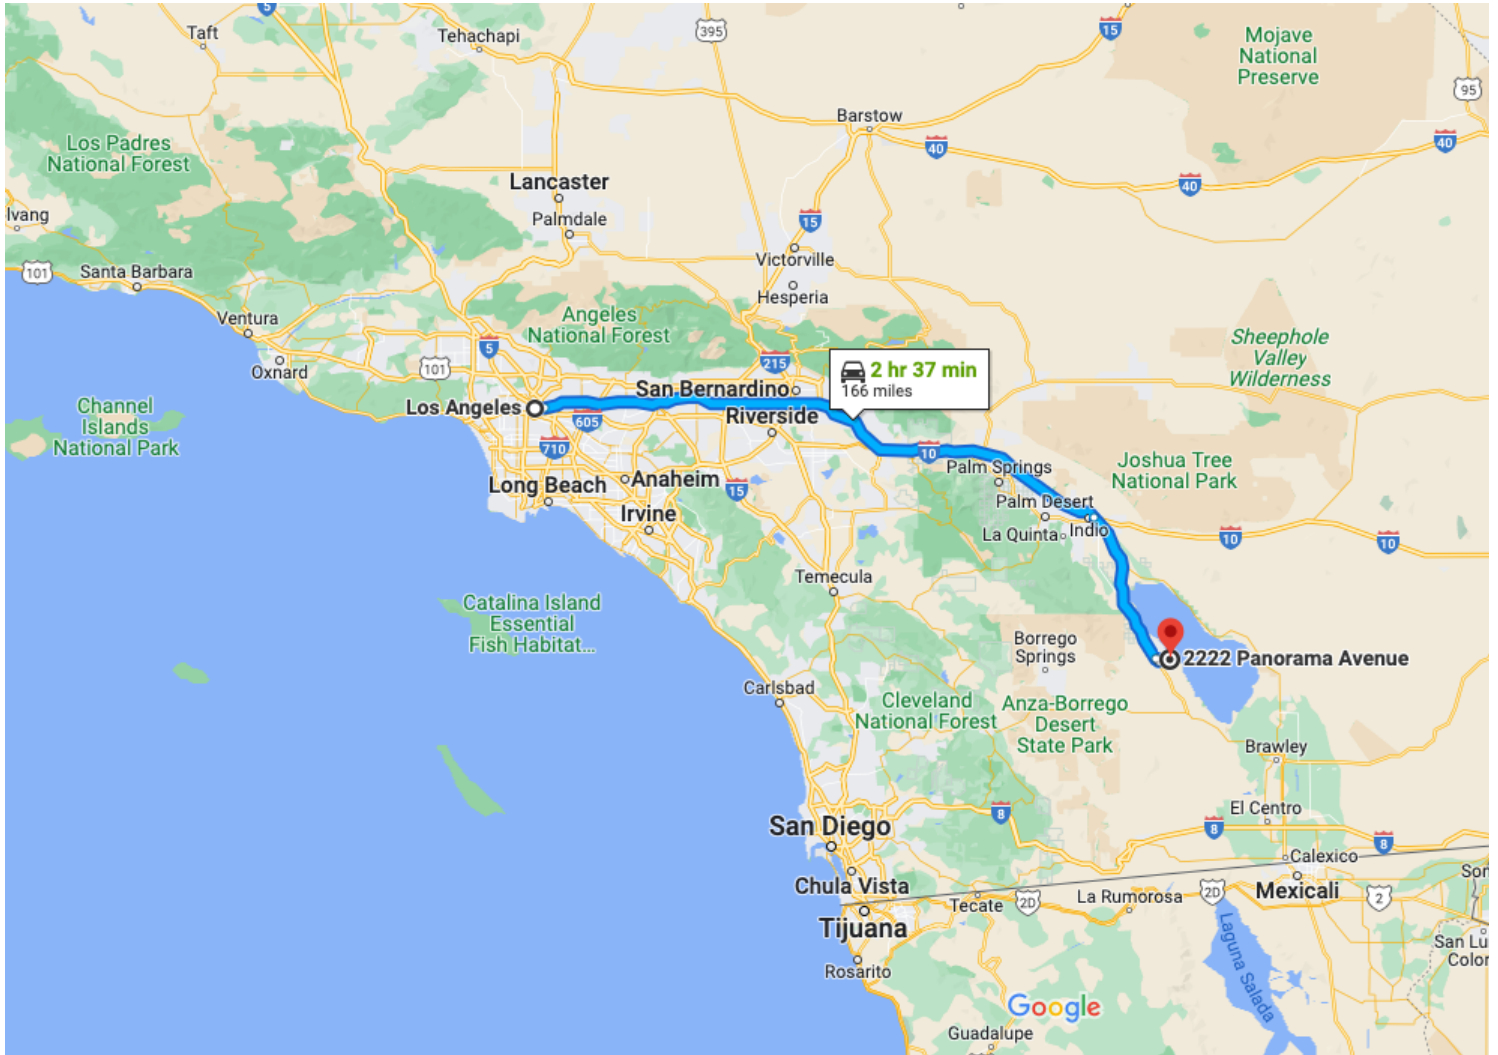 5
Taft
Tehachapi
395
15
Mojave
National
Preserve
95
Barstow
40
40
40
Los Padres
National Forest
Lancaster
Palmdale
lvang
15
Victorville
Hesperia
101
Santa Barbara
Ventura
Oxnard
Angeles
National Forest
5
101
215
Sheephole
Valley
Wilderness
2 hr 37 min
166 miles
San Bernardino
Los Angeles
605
Riverside
710
Channel
Islands
National Park
10
Palm Springs
Joshua Tree
National Park
Long Beach
Anaheim
15
Irvine
Palm Desert
La Quinta
Indio
10
10
Temecula
Catalina Island
Essential
Fish Habitat...
Borrego
Springs
2222 Panorama Avenue
Carlsbad
Cleveland
National Forest
Anza-Borrego
Desert
State Park
Brawley
El Centro
8
8
8
San Diego
Calexico
Chula Vista
Mexicali
Son
Tecate
2D
La Rumorosa
2D
2
Tijuana
San Lu
Color
Rosarito
Laguna Salada
Google
Guadalupe